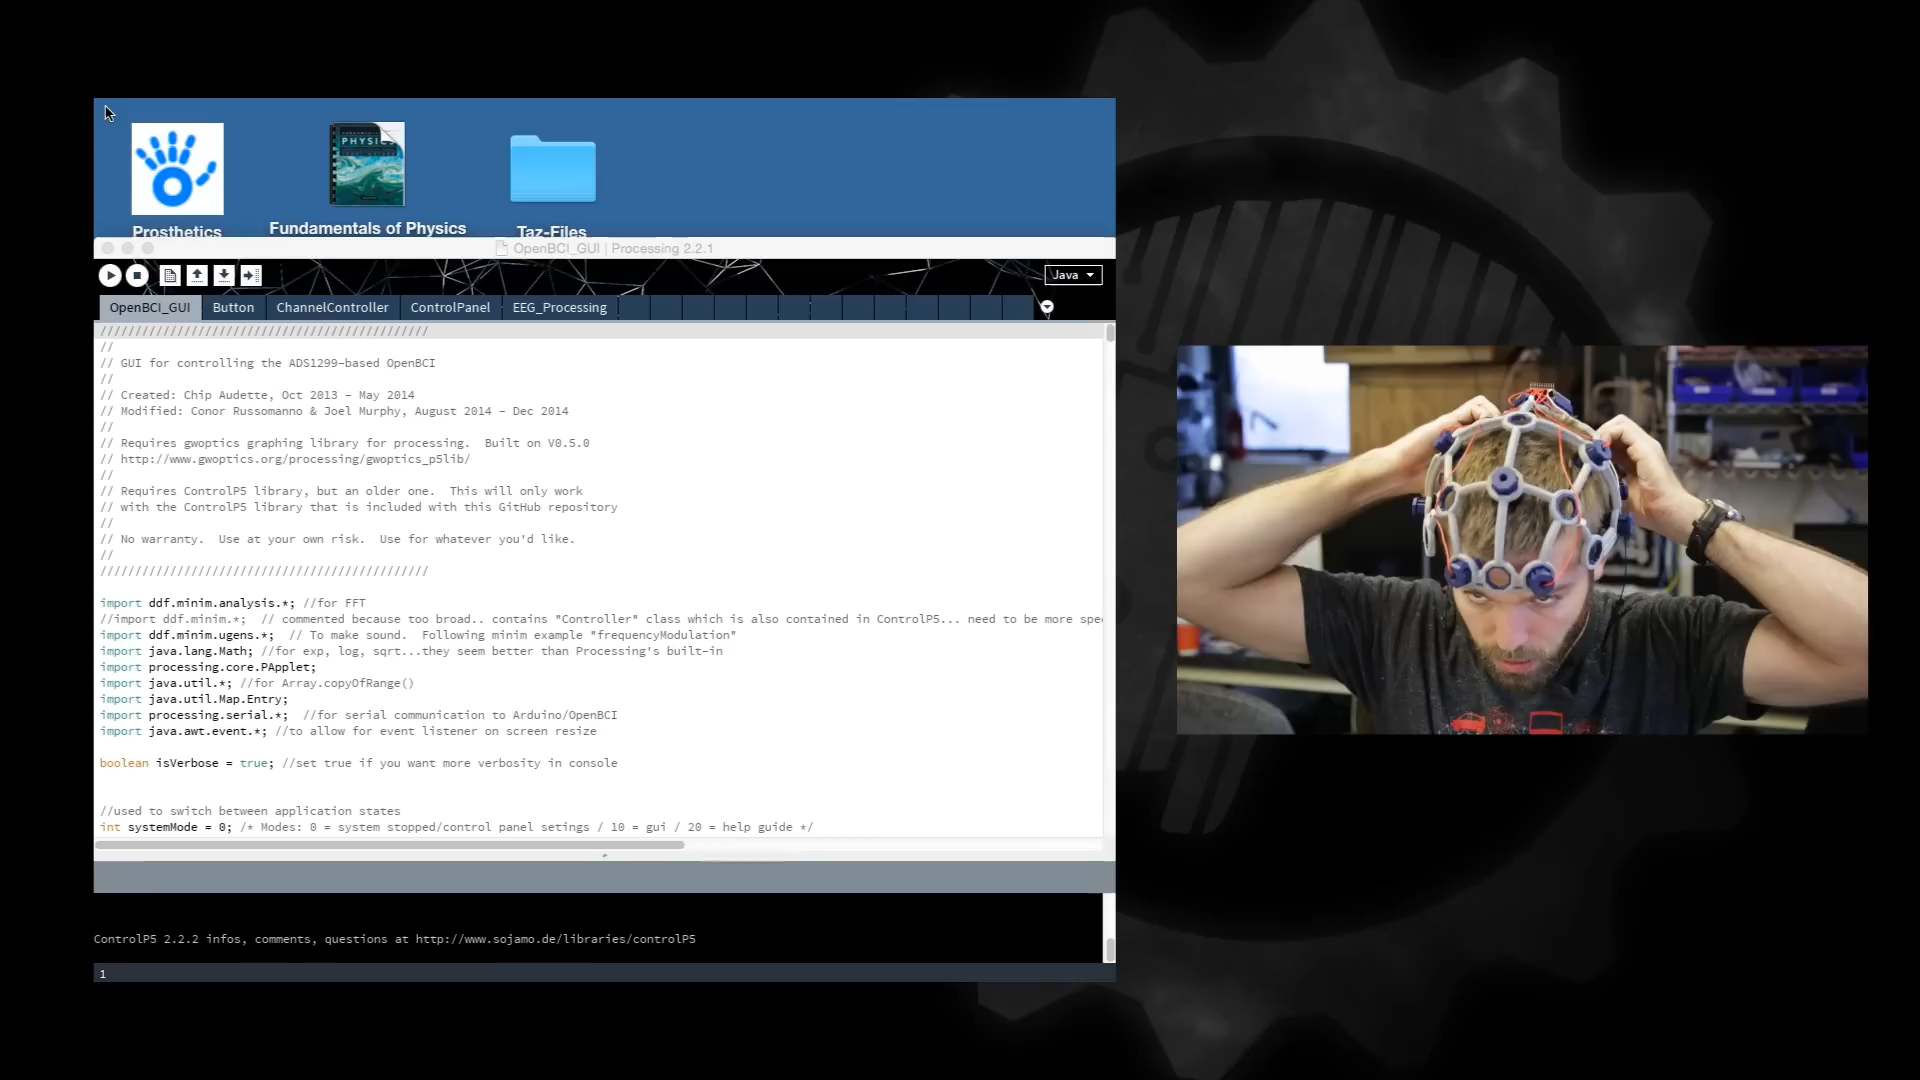 PHYSICS
Prosthetics
Fundamentals of Physics
Taz-Files
OpenBCI_GUI | Processing 2.2.1
Java
OpenBCI_GUI Button ChannelController ControlPanel EEG_Processing
///////////////////////////////////////////////
//
// GUI for controlling the ADS1299-based OpenBCI
//
// Created: Chip Audette, Oct 2013 - May 2014
// Modified: Conor Russomanno & Joel Murphy, August 2014 - Dec 2014
//
// Requires gwoptics graphing library for processing.  Built on V0.5.0
// http://www.gwoptics.org/processing/gwoptics_p5lib/
//
// Requires ControlP5 library, but an older one.  This will only work
// with the ControlP5 library that is included with this GitHub repository
//
// No warranty.  Use at your own risk.  Use for whatever you'd like.
//
///////////////////////////////////////////////
import ddf.minim.analysis.*; //for FFT
//import ddf.minim.*;  // commented because too broad.. contains "Controller" class which is also contained in ControlP5... need to be more spe
import ddf.minim.ugens.*;  // To make sound.  Following minim example "frequencyModulation"
import java.lang.Math; //for exp, log, sqrt...they seem better than Processing's built-in
import processing.core.PApplet;
import java.util.*; //for Array.copyOfRange()
import java.util.Map.Entry;
import processing.serial.*;  //for serial communication to Arduino/OpenBCI
import java.awt.event.*; //to allow for event listener on screen resize
boolean isVerbose = true; //set true if you want more verbosity in console
//used to switch between application states
int systemMode = 0; /* Modes: 0 = system stopped/control panel setings / 10 = gui / 20 = help guide */
ControlP5 2.2.2 infos, comments, questions at http://www.sojamo.de/libraries/controlP5
1